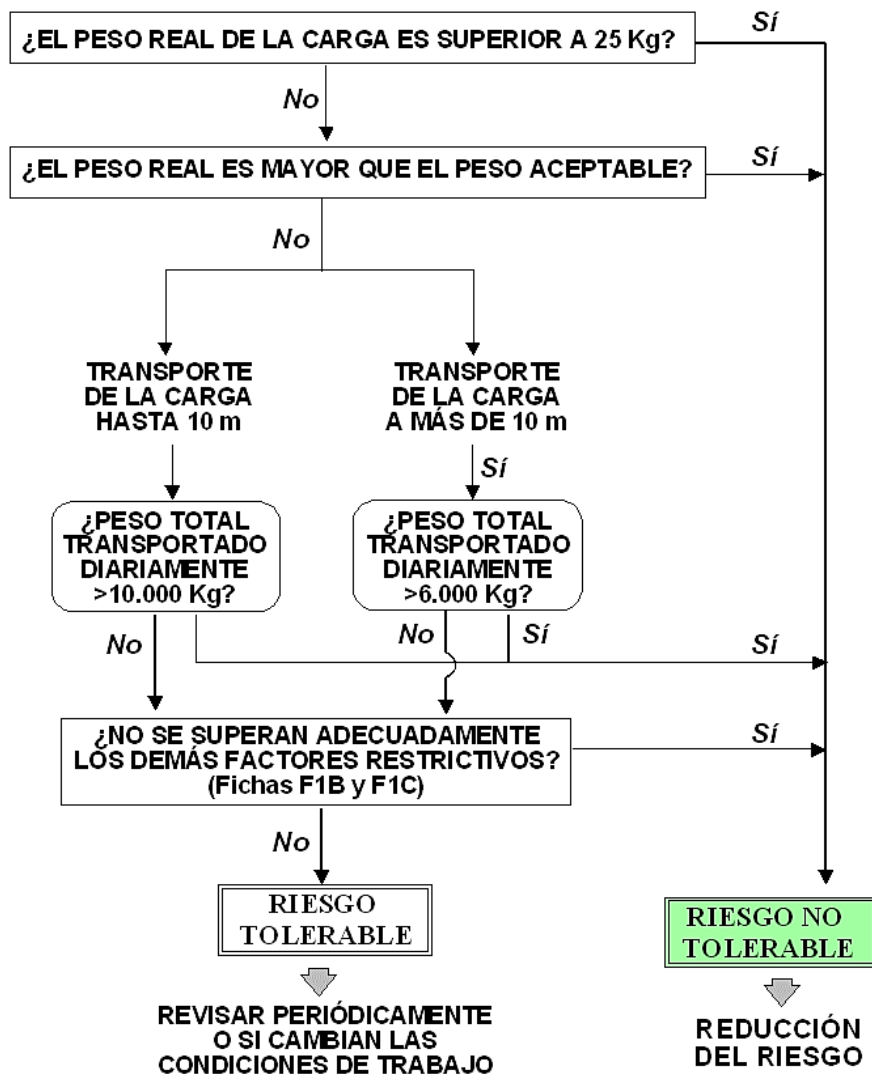 ¿EL PESO REAL DE LA CARGA ES SUPERIOR A 25 Kg?
Sí
No
¿EL PESO REAL ES MAYOR QUE EL PESO ACEPTABLE?
Sí
No
TRANSPORTE
DE LA CARGA
HASTA 10 m
TRANSPORTE
DE LA CARGA
A MÁS DE 10 m
Sí
¿PESO TOTAL
TRANSPORTADO
DIARIAMENTE
>10.000 Kg?
¿PESO TOTAL
TRANSPORTADO
DIARIAMENTE
>6.000 Kg?
No
No
Sí
Sí
¿NO SE SUPERAN ADECUADAMENTE
LOS DEMÁS FACTORES RESTRICTIVOS?
(Fichas F1B y F1C)
Sí
No
RIESGO
TOLERABLE
RIESGO NO
TOLERABLE
REVISAR PERIÓDICAMENTE
O SI CAMBIAN LAS
CONDICIONES DE TRABAJO
REDUCCIÓN
DEL RIESGO